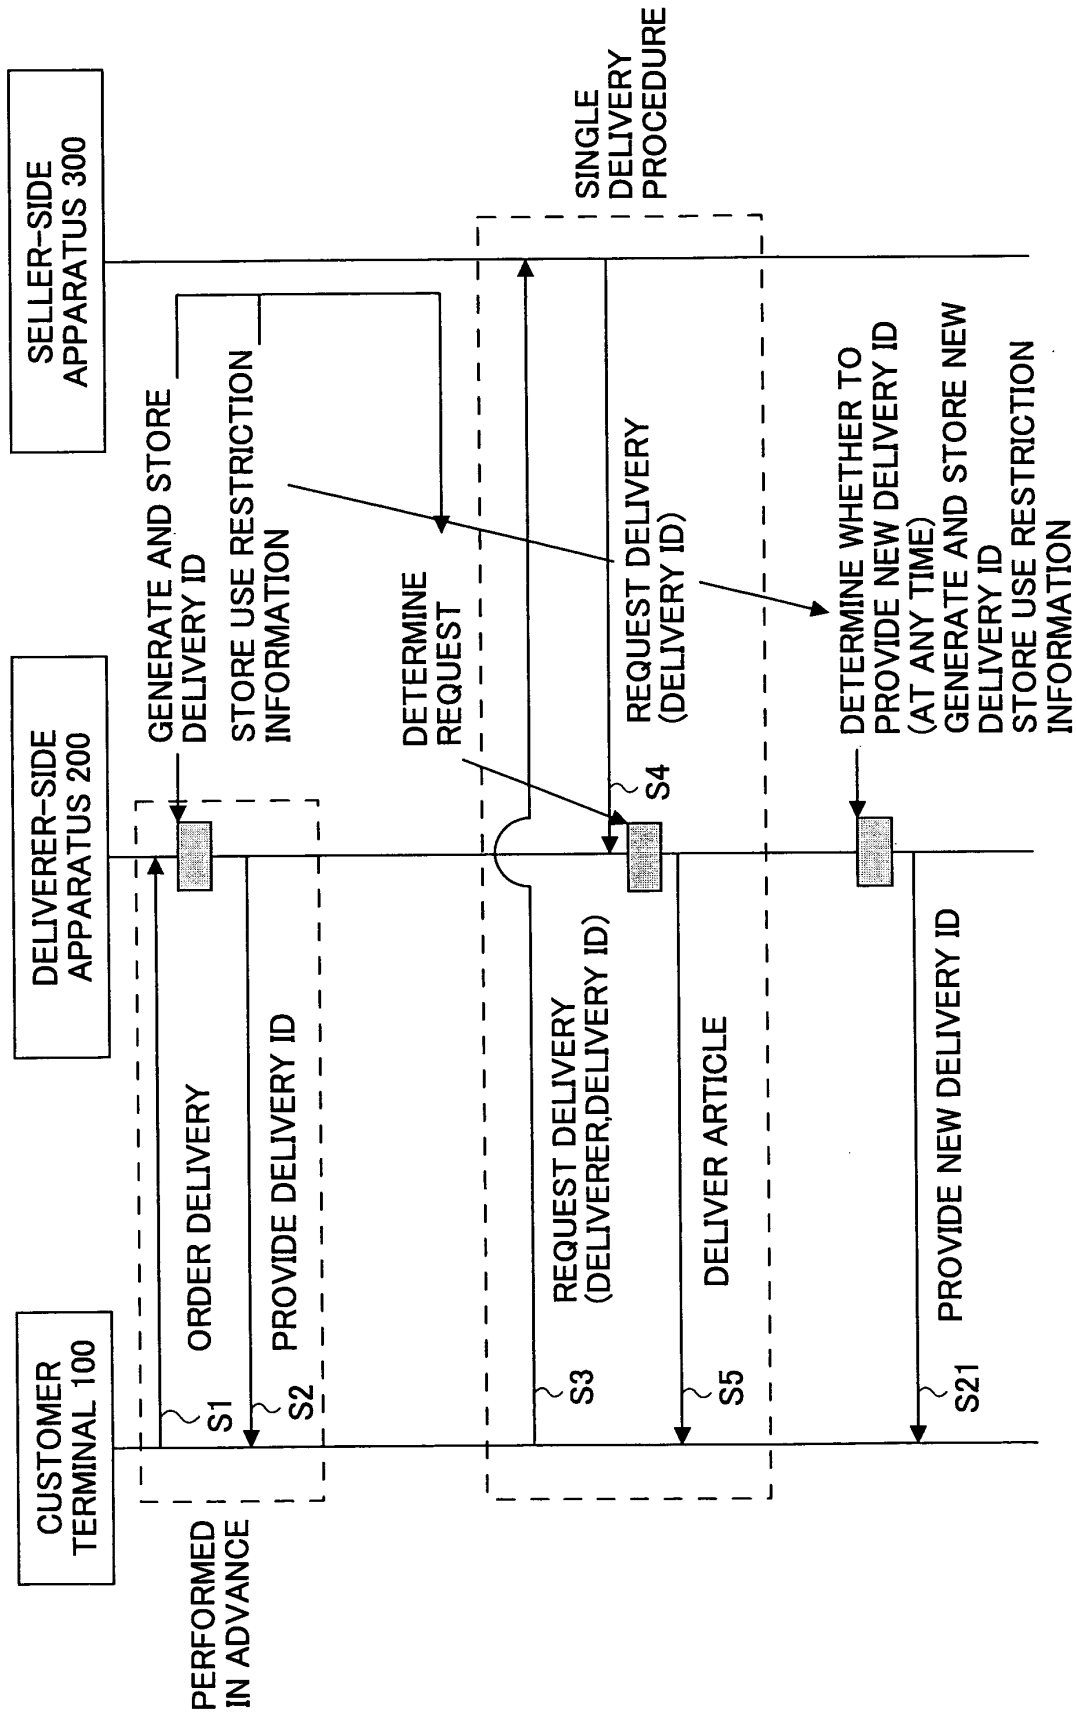 CUSTOMER
TERMINAL 100
DELIVERER-SIDE
APPARATUS 200
SELLER-SIDE
APPARATUS 300
PERFORMED
IN ADVANCE
S1
ORDER DELIVERY
GENERATE AND STORE
DELIVERY ID
STORE USE RESTRICTION
INFORMATION
S2
PROVIDE DELIVERY ID
DETERMINE
REQUEST
SINGLE
DELIVERY
PROCEDURE
S3
REQUEST DELIVERY
(DELIVERER,DELIVERY ID)
S4
REQUEST DELIVERY
(DELIVERY ID)
S5
DELIVER ARTICLE
DETERMINE WHETHER TO
PROVIDE NEW DELIVERY ID
(AT ANY TIME)
GENERATE AND STORE NEW
DELIVERY ID
STORE USE RESTRICTION
INFORMATION
S21
PROVIDE NEW DELIVERY ID